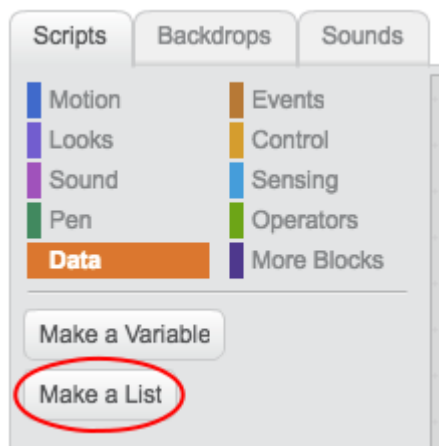 Scripts Backdrops Sounds
Motion Events
Looks Control
Sound Sensing
Pen Operators
Data More Blocks
Make a Variable
Make a List